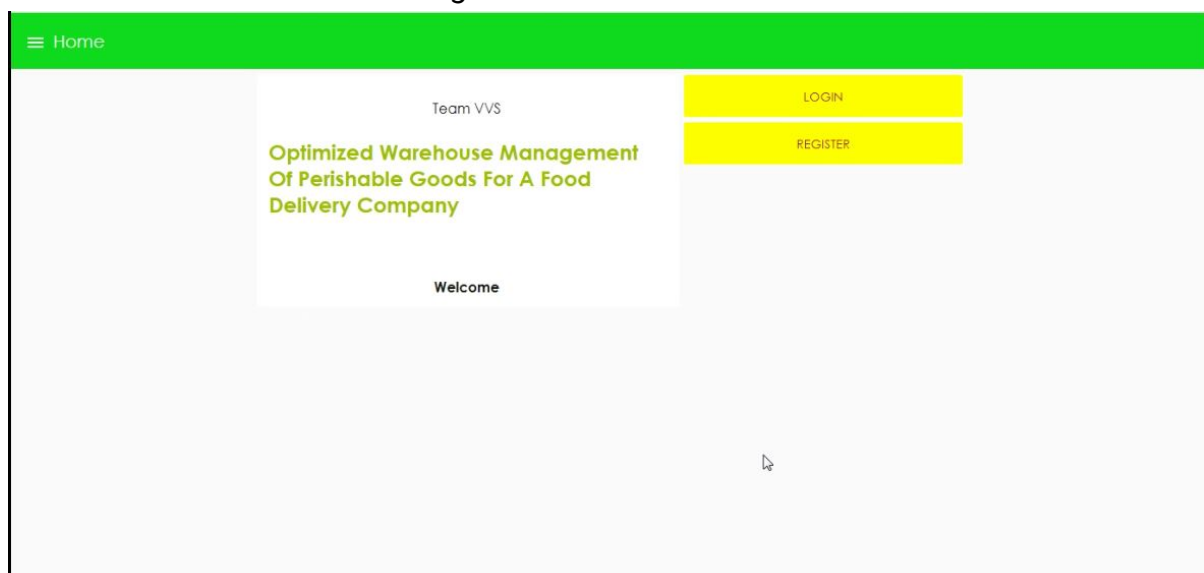 Home
Team VVS
Optimized Warehouse Management
Of Perishable Goods For A Food
Delivery Company
Welcome
LOGIN
REGISTER